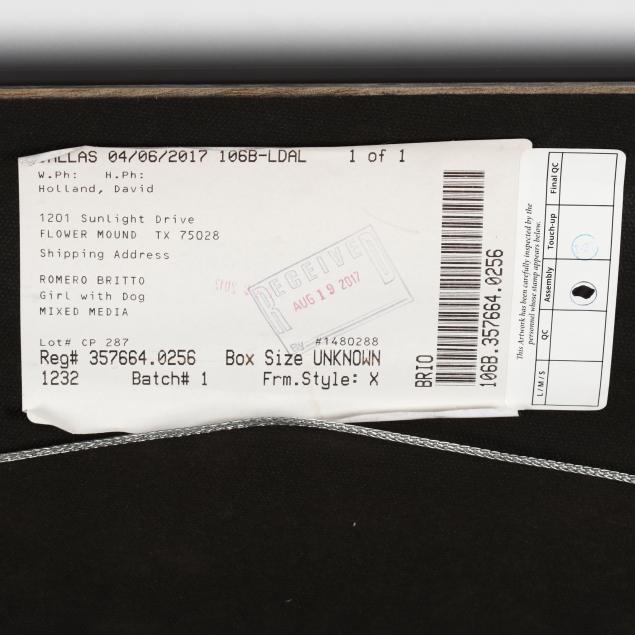 DALLAS 04/06/2017 106B-LDAL 1 of 1
W.Ph: H.Ph:
Holland, David
1201 Sunlight Drive
FLOWER MOUND TX 75028
Shipping Address
ROMERO BRITTO
Girl with Dog
MIXED MEDIA
Lot# CP 287 #1480288
Reg# 357664.0256 Box Size UNKNOWN
1232 Batch# 1 Frm.Style: X
RECEIVED
AUG 19 2017
By
BRIO
106B.357664.0256
This Artwork has been carefully inspected by the
personnel whose stamp appears below.
L/M/S QC Assembly Touch-up Final QC